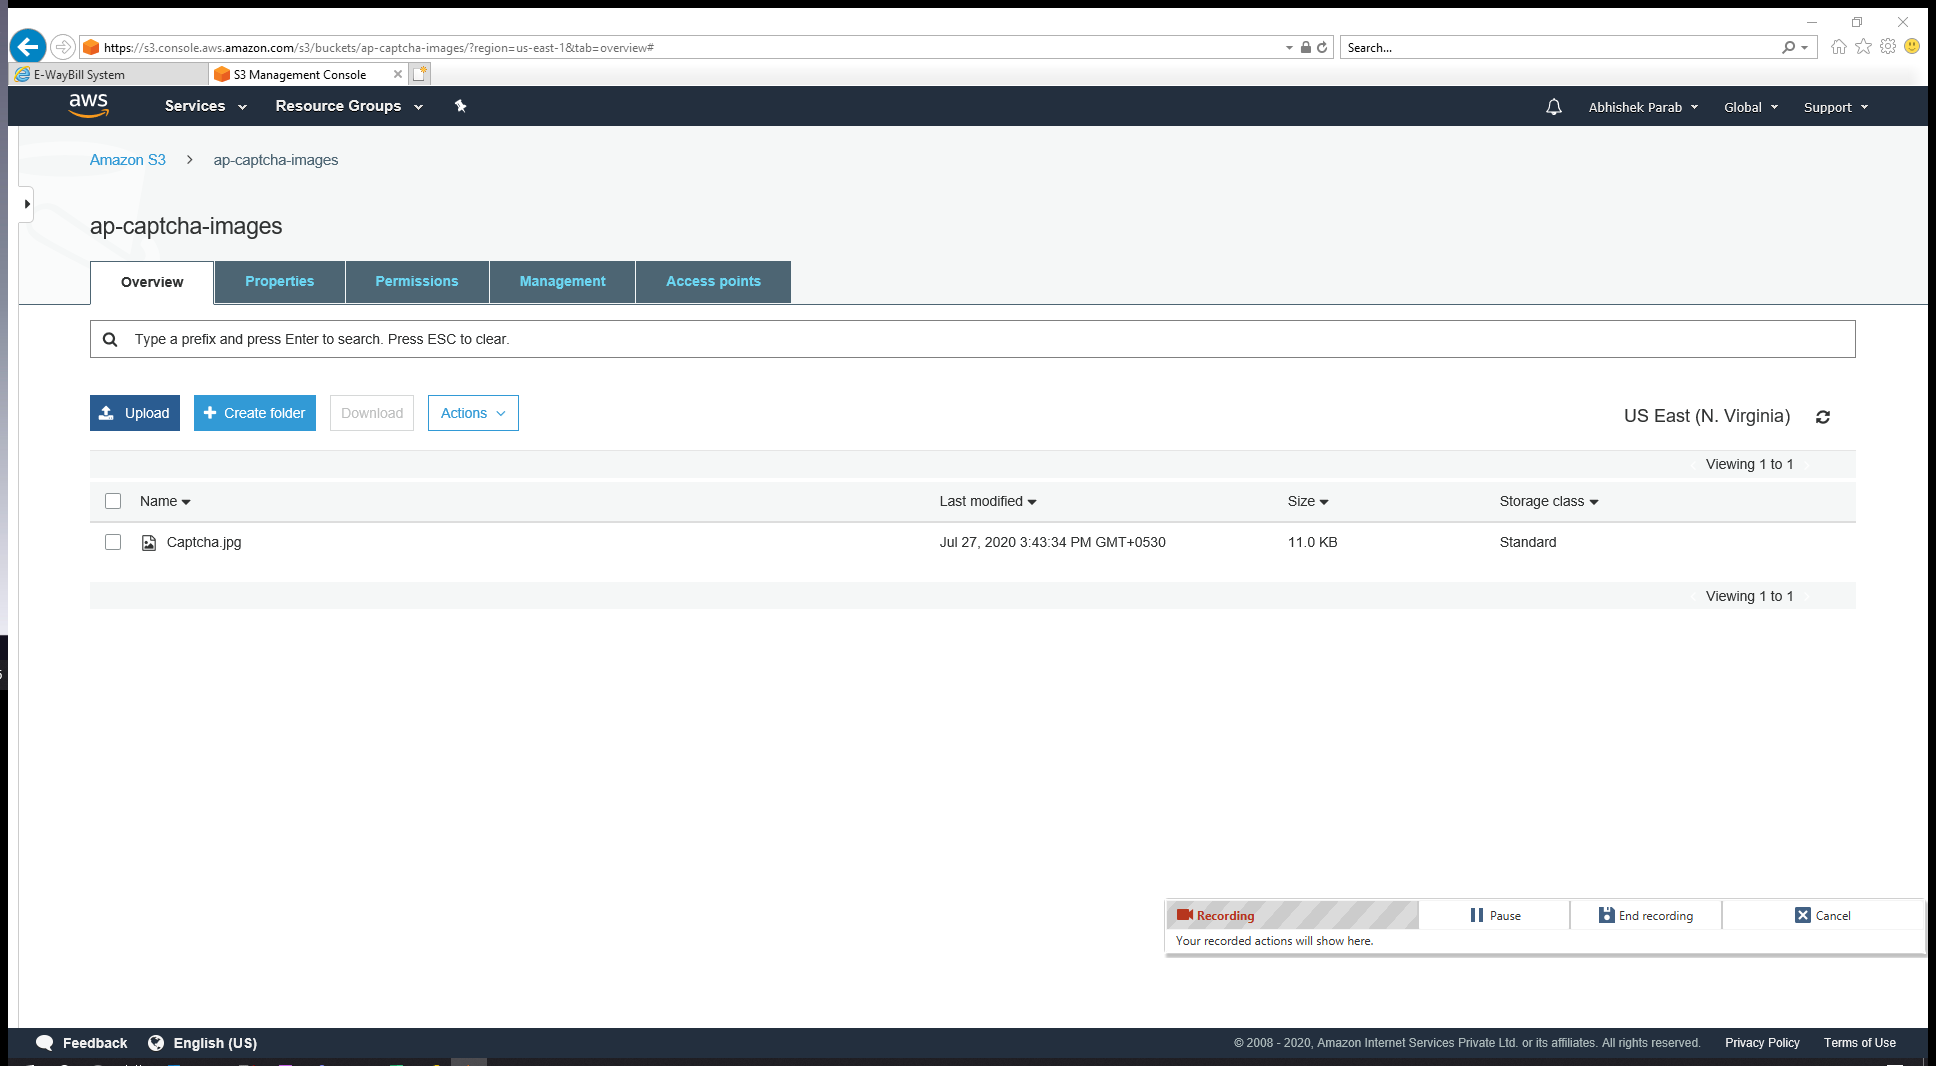 https://s3.console.aws.amazon.com/s3/buckets/ap-captcha-images/?region=us-east-1&tab=overview#
Search...
E-WayBill System
S3 Management Console
aws
Services
Resource Groups
Abhishek Parab
Global
Support
Amazon S3 > ap-captcha-images
ap-captcha-images
Overview
Properties
Permissions
Management
Access points
Type a prefix and press Enter to search. Press ESC to clear.
Upload
Create folder
Download
Actions
US East (N. Virginia)
Viewing 1 to 1
Name
Last modified
Size
Storage class
Captcha.jpg
Jul 27, 2020 3:43:34 PM GMT+0530
11.0 KB
Standard
Viewing 1 to 1
Recording
Pause
End recording
Cancel
Your recorded actions will show here.
Feedback
English (US)
© 2008 - 2020, Amazon Internet Services Private Ltd. or its affiliates. All rights reserved.
Privacy Policy
Terms of Use